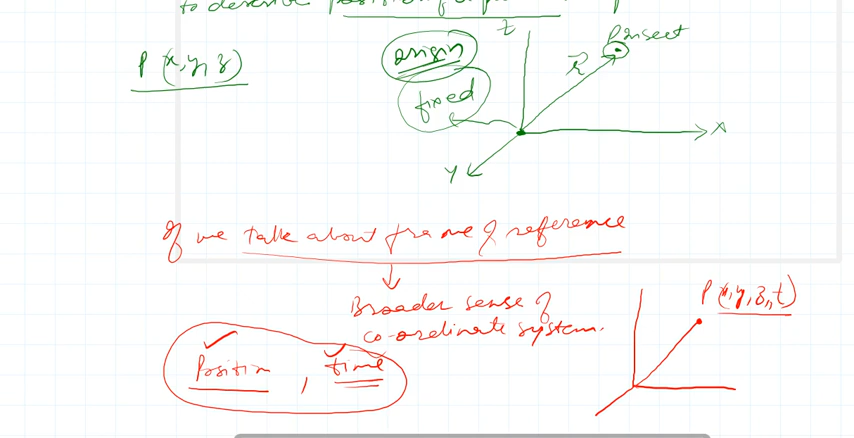 to describe position of
z
P insect
P (x, y, z)
origin
R
fixed
X
Y
If we talk about frame of reference
Broader sense of
co-ordinate system.
P (x, y, z, t)
Position , time